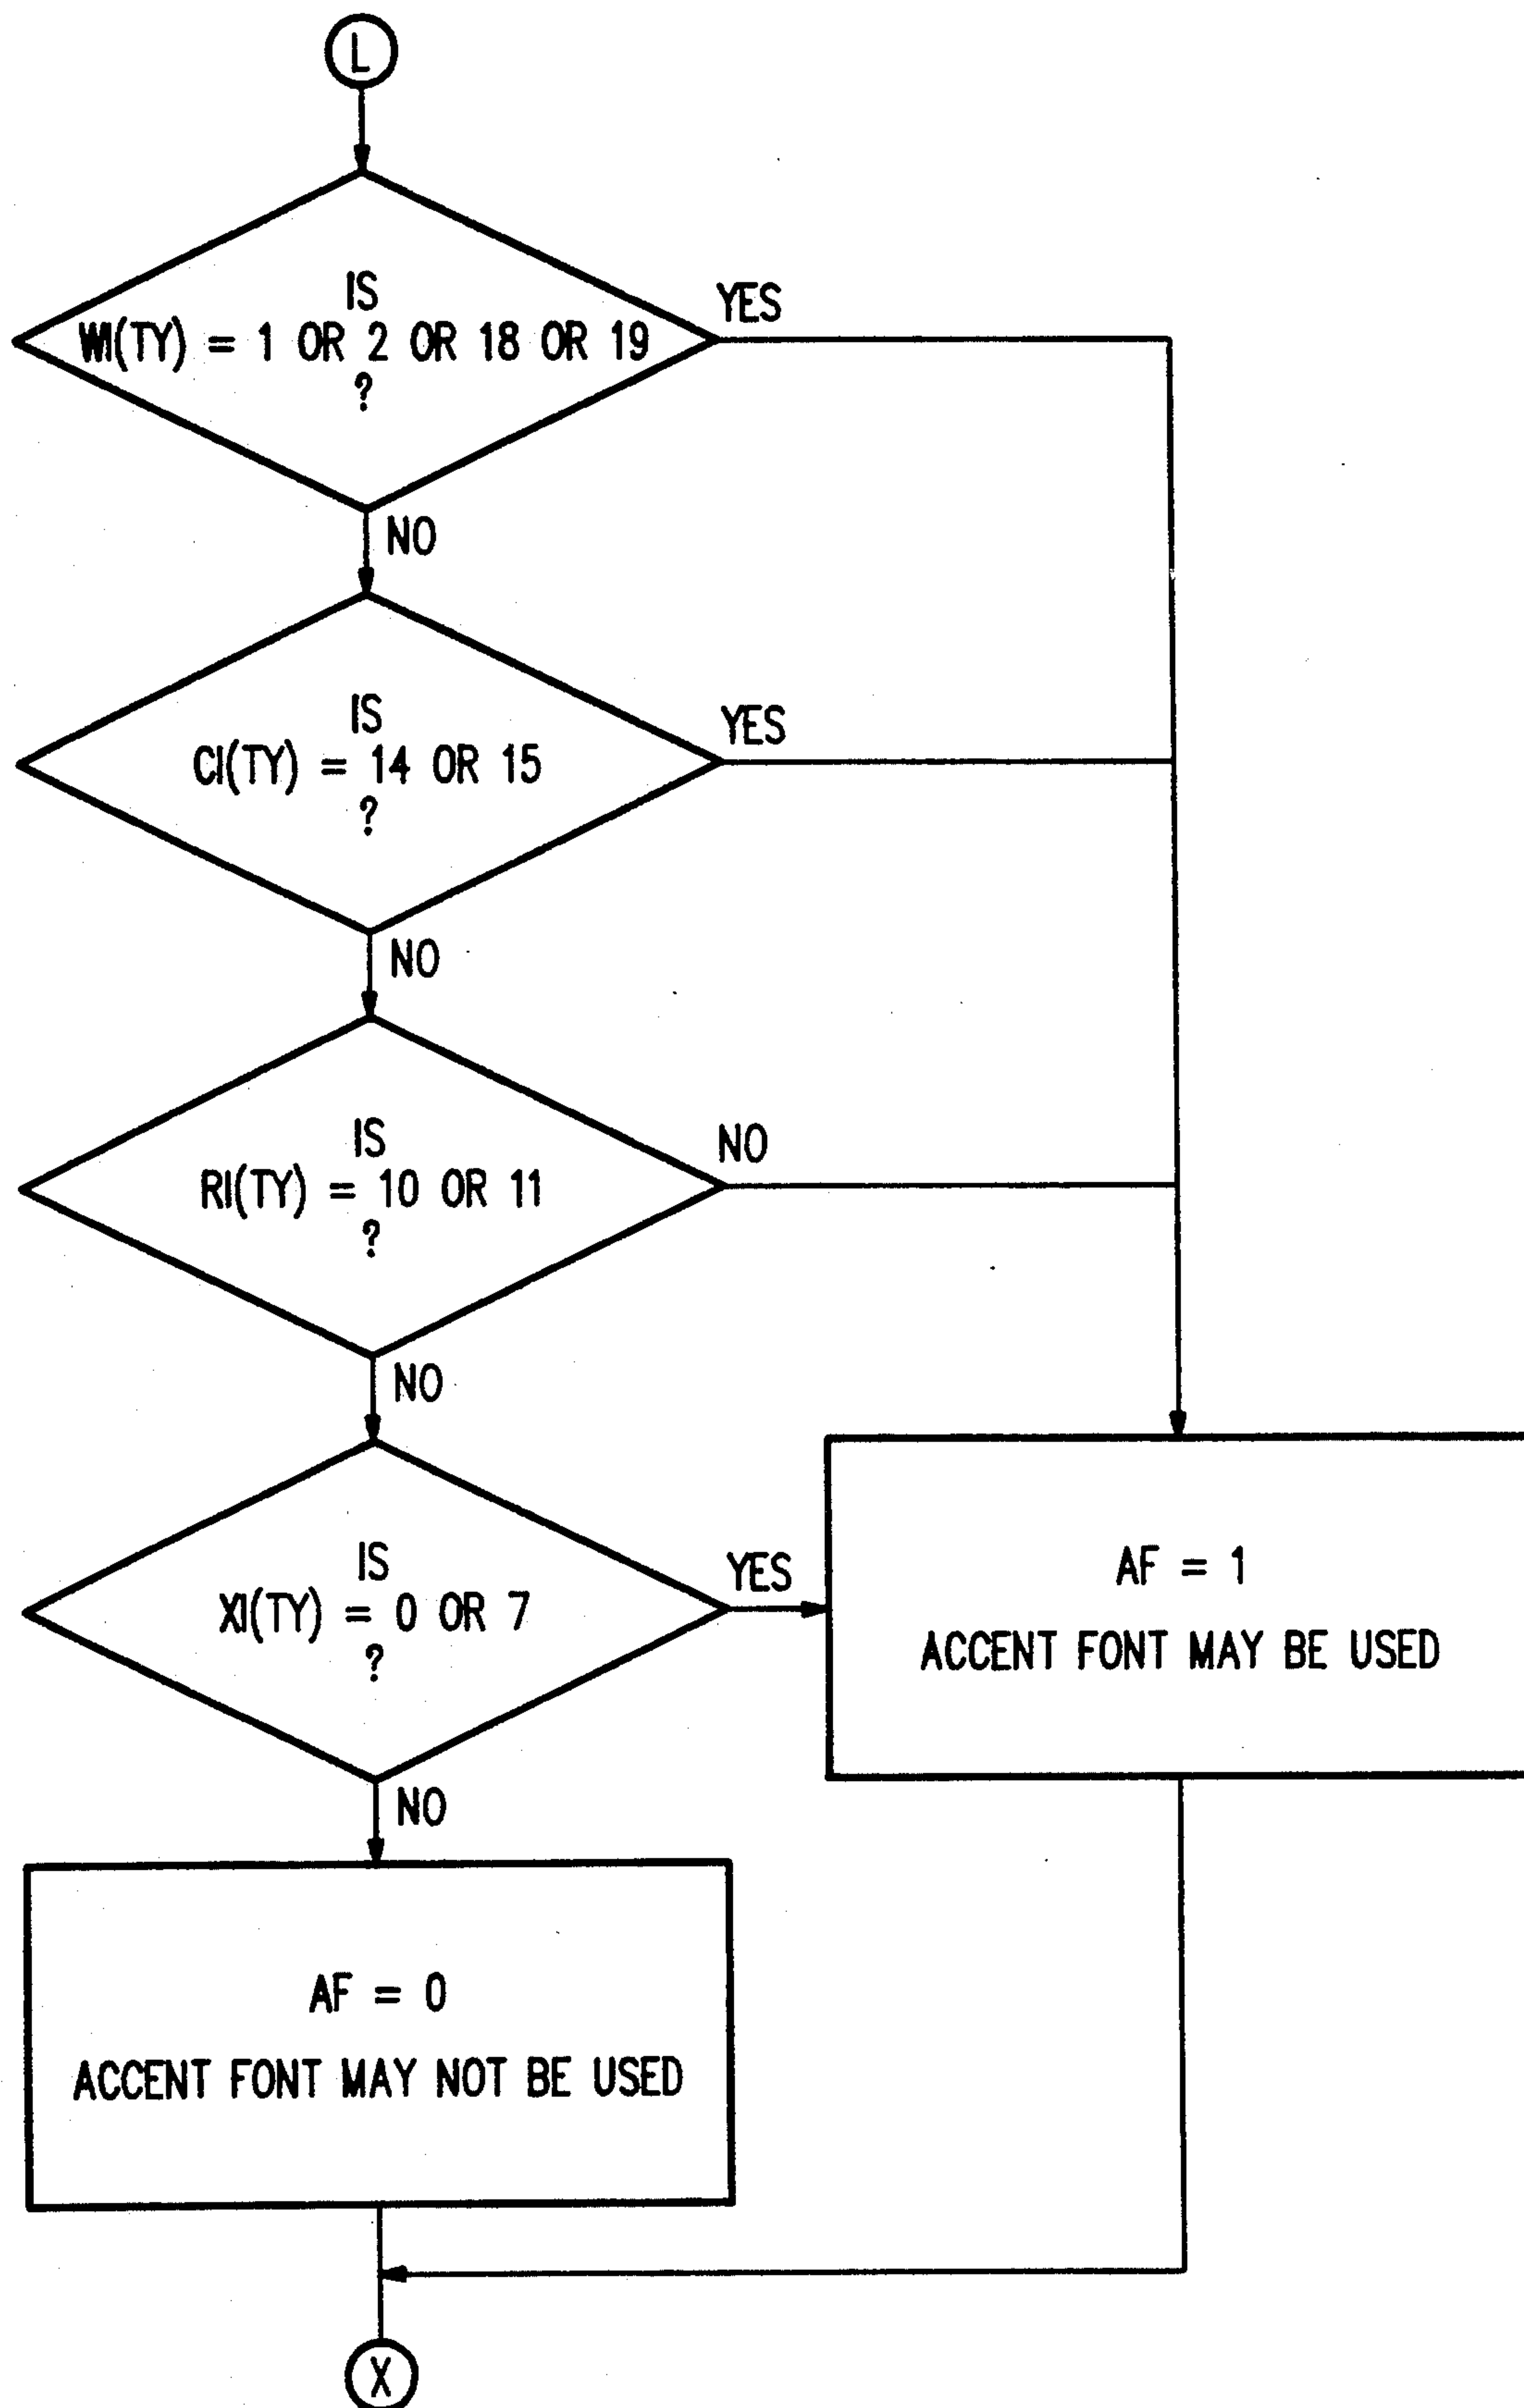 L
IS
WI(TY) = 1 OR 2 OR 18 OR 19
?
YES
NO
IS
CI(TY) = 14 OR 15
?
YES
NO
IS
RI(TY) = 10 OR 11
?
NO
NO
IS
XI(TY) = 0 OR 7
?
YES
AF = 1
ACCENT FONT MAY BE USED
NO
AF = 0
ACCENT FONT MAY NOT BE USED
X